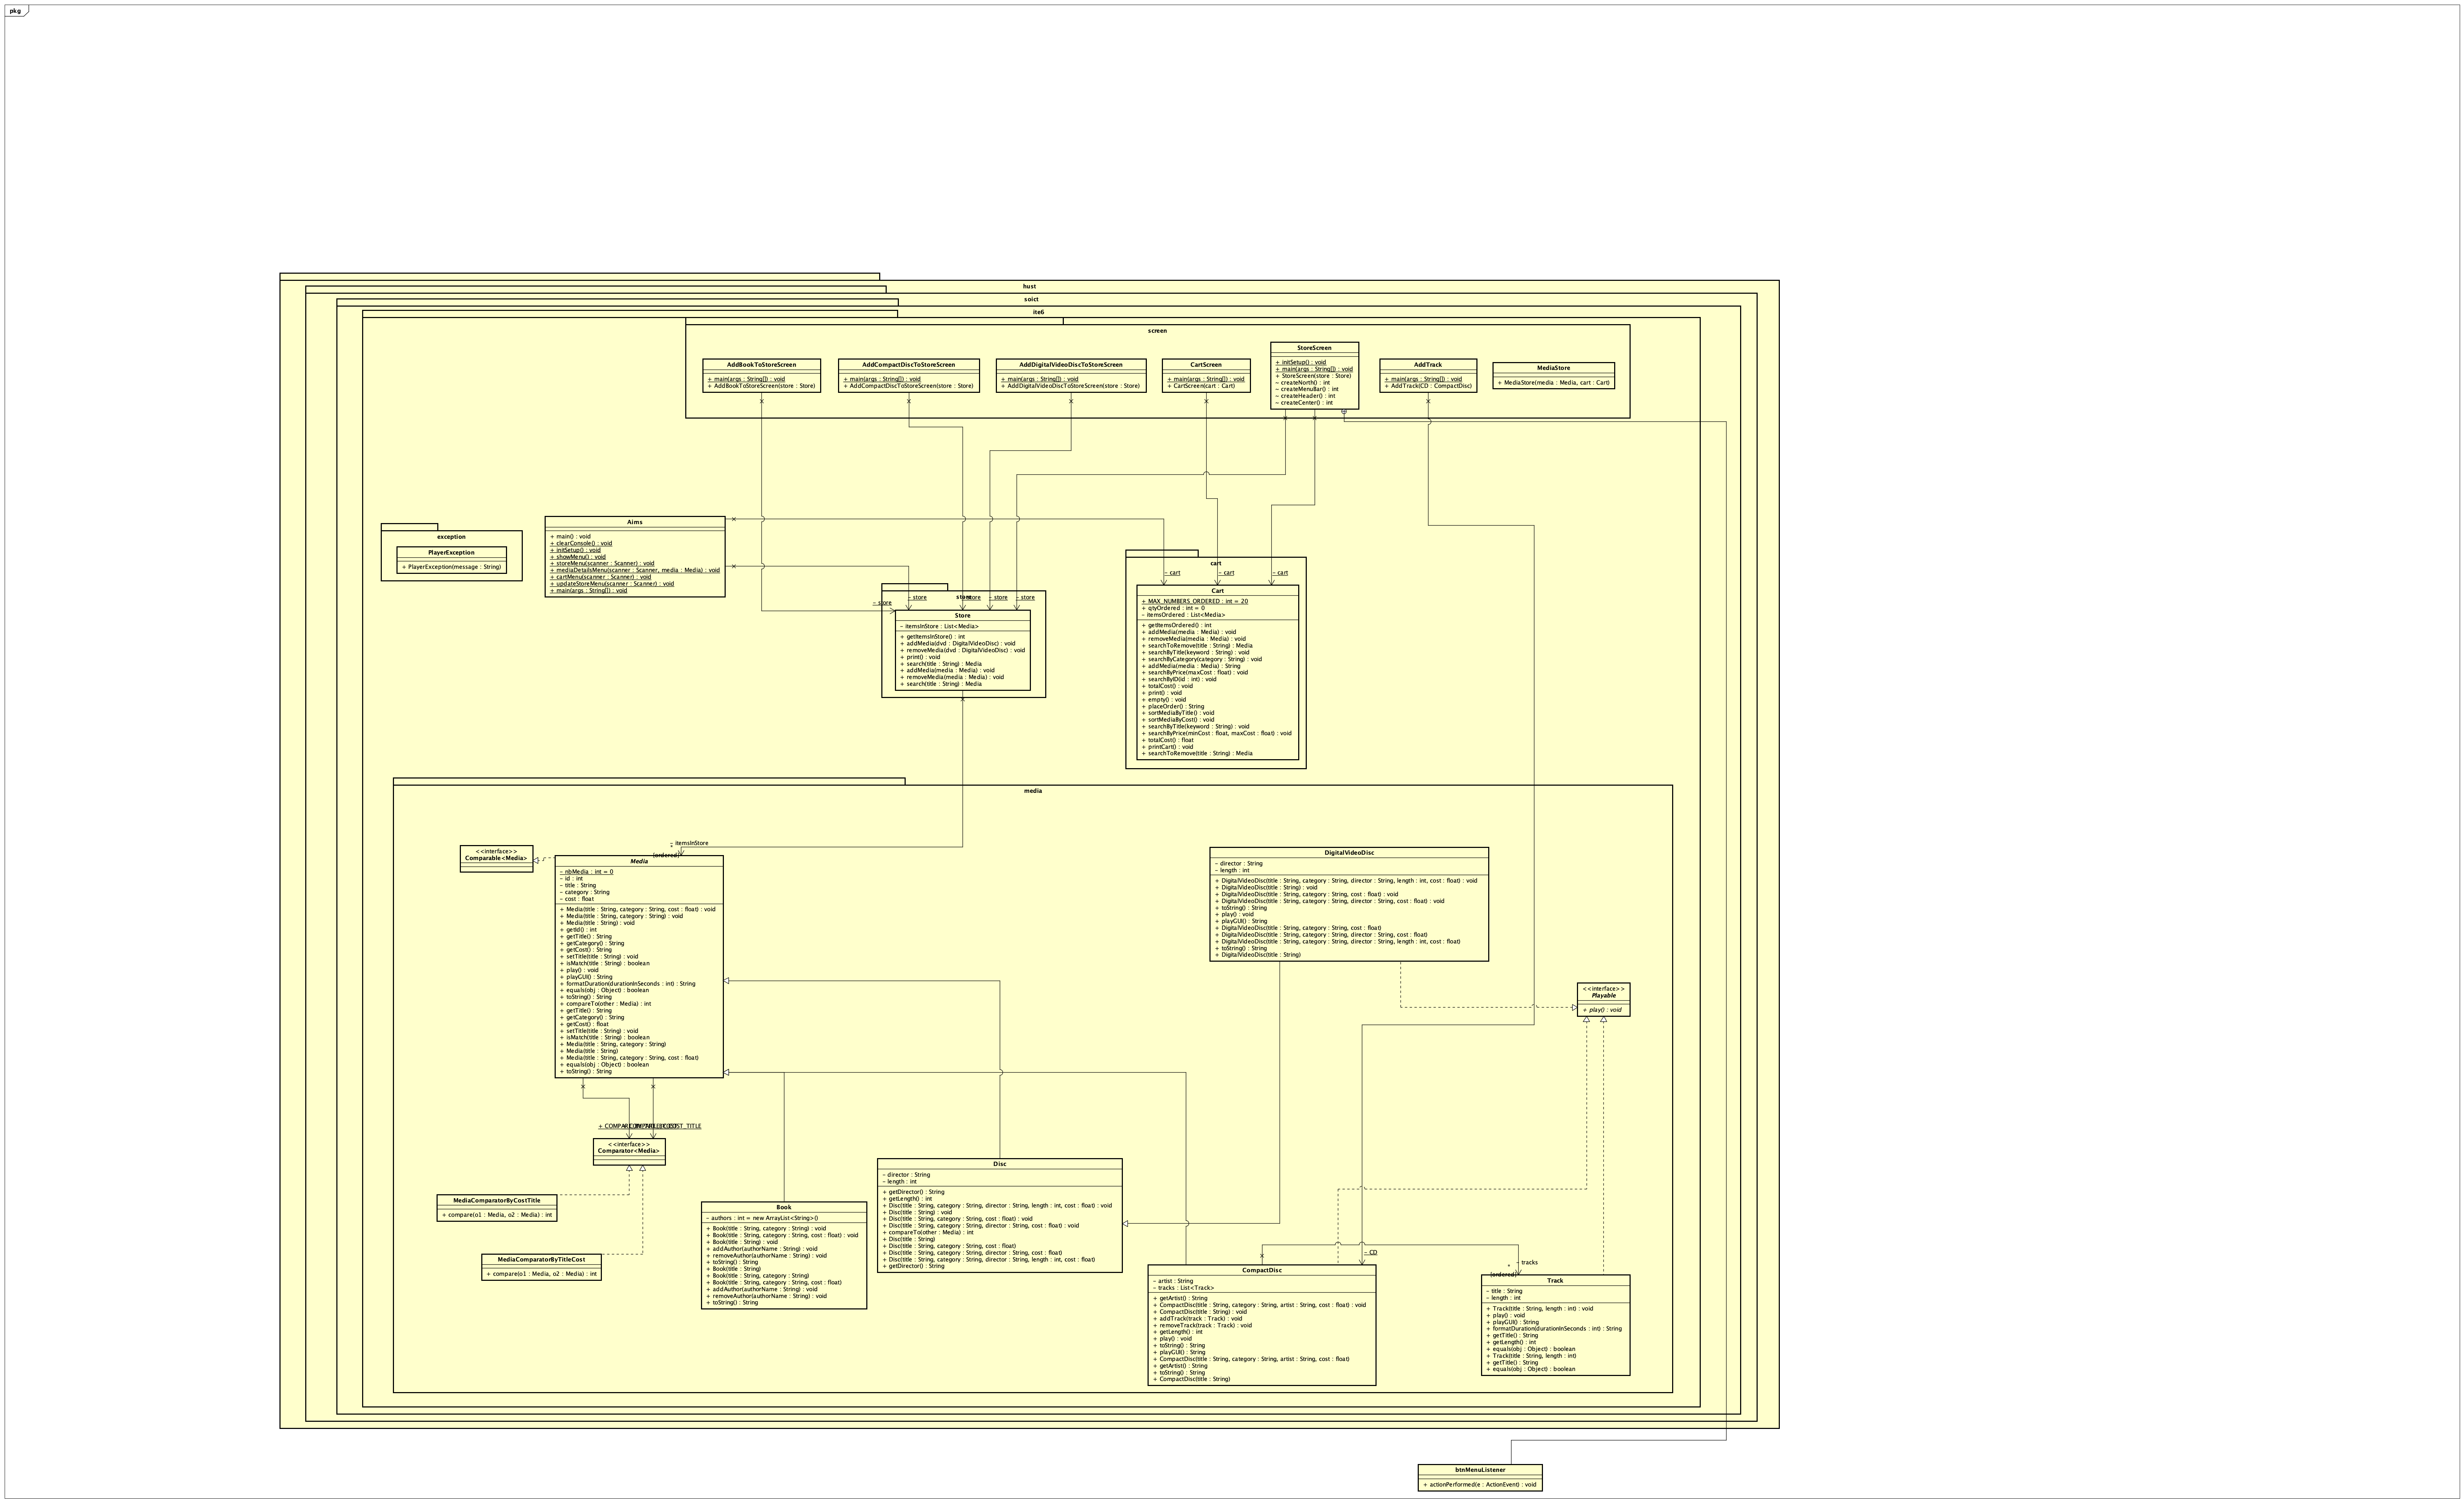 pkg
hust
soict
ite6
screen
AddBookToStoreScreen
+ main(args : String[]) : void
+ AddBookToStoreScreen(store : Store)
AddCompactDiscToStoreScreen
+ main(args : String[]) : void
+ AddCompactDiscToStoreScreen(store : Store)
AddDigitalVideoDiscToStoreScreen
+ main(args : String[]) : void
+ AddDigitalVideoDiscToStoreScreen(store : Store)
CartScreen
+ main(args : String[]) : void
+ CartScreen(cart : Cart)
StoreScreen
+ initSetup() : void
+ main(args : String[]) : void
+ StoreScreen(store : Store)
~ createNorth() : int
~ createMenuBar() : int
~ createHeader() : int
~ createCenter() : int
AddTrack
+ main(args : String[]) : void
+ AddTrack(CD : CompactDisc)
MediaStore
+ MediaStore(media : Media, cart : Cart)
exception
PlayerException
+ PlayerException(message : String)
Aims
+ main() : void
+ clearConsole() : void
+ initSetup() : void
+ showMenu() : void
+ storeMenu(scanner : Scanner) : void
+ mediaDetailsMenu(scanner : Scanner, media : Media) : void
+ cartMenu(scanner : Scanner) : void
+ updateStoreMenu(scanner : Scanner) : void
+ main(args : String[]) : void
store
- store
- store
- store
- store
- store
Store
- itemsInStore : List<Media>
+ getItemsInStore() : int
+ addMedia(dvd : DigitalVideoDisc) : void
+ removeMedia(dvd : DigitalVideoDisc) : void
+ print() : void
+ search(title : String) : Media
+ addMedia(media : Media) : void
+ removeMedia(media : Media) : void
+ search(title : String) : Media
cart
- cart
- cart
- cart
Cart
+ MAX_NUMBERS_ORDERED : int = 20
+ qtyOrdered : int = 0
- itemsOrdered : List<Media>
+ getItemsOrdered() : int
+ addMedia(media : Media) : void
+ removeMedia(media : Media) : void
+ searchToRemove(title : String) : Media
+ searchByTitle(keyword : String) : void
+ searchByCategory(category : String) : void
+ addMedia(media : Media) : String
+ searchByPrice(maxCost : float) : void
+ searchByID(id : int) : void
+ totalCost() : void
+ print() : void
+ empty() : void
+ placeOrder() : String
+ sortMediaByTitle() : void
+ sortMediaByCost() : void
+ searchByTitle(keyword : String) : void
+ searchByPrice(minCost : float, maxCost : float) : void
+ totalCost() : float
+ printCart() : void
+ searchToRemove(title : String) : Media
media
- itemsInStore
*
{ordered}
<<interface>>
Comparable<Media>
Media
- nbMedia : int = 0
- id : int
- title : String
- category : String
- cost : float
+ Media(title : String, category : String, cost : float) : void
+ Media(title : String, category : String) : void
+ Media(title : String) : void
+ getId() : int
+ getTitle() : String
+ getCategory() : String
+ getCost() : String
+ setTitle(title : String) : void
+ isMatch(title : String) : boolean
+ play() : void
+ playGUI() : String
+ formatDuration(durationInSeconds : int) : String
+ equals(obj : Object) : boolean
+ toString() : String
+ compareTo(other : Media) : int
+ getTitle() : String
+ getCategory() : String
+ getCost() : float
+ setTitle(title : String) : void
+ isMatch(title : String) : boolean
+ Media(title : String, category : String)
+ Media(title : String)
+ Media(title : String, category : String, cost : float)
+ equals(obj : Object) : boolean
+ toString() : String
DigitalVideoDisc
- director : String
- length : int
+ DigitalVideoDisc(title : String, category : String, director : String, length : int, cost : float) : void
+ DigitalVideoDisc(title : String) : void
+ DigitalVideoDisc(title : String, category : String, cost : float) : void
+ DigitalVideoDisc(title : String, category : String, director : String, cost : float) : void
+ toString() : String
+ play() : void
+ playGUI() : String
+ DigitalVideoDisc(title : String, category : String, cost : float)
+ DigitalVideoDisc(title : String, category : String, director : String, cost : float)
+ DigitalVideoDisc(title : String, category : String, director : String, length : int, cost : float)
+ toString() : String
+ DigitalVideoDisc(title : String)
<<interface>>
Playable
+ play() : void
<<interface>>
Comparator<Media>
MediaComparatorByCostTitle
+ compare(o1 : Media, o2 : Media) : int
MediaComparatorByTitleCost
+ compare(o1 : Media, o2 : Media) : int
Book
- authors : int = new ArrayList<String>()
+ Book(title : String, category : String) : void
+ Book(title : String, category : String, cost : float) : void
+ Book(title : String) : void
+ addAuthor(authorName : String) : void
+ removeAuthor(authorName : String) : void
+ toString() : String
+ Book(title : String)
+ Book(title : String, category : String)
+ Book(title : String, category : String, cost : float)
+ addAuthor(authorName : String) : void
+ removeAuthor(authorName : String) : void
+ toString() : String
Disc
- director : String
- length : int
+ getDirector() : String
+ getLength() : int
+ Disc(title : String, category : String, director : String, length : int, cost : float) : void
+ Disc(title : String) : void
+ Disc(title : String, category : String, cost : float) : void
+ Disc(title : String, category : String, director : String, cost : float) : void
+ compareTo(other : Media) : int
+ Disc(title : String)
+ Disc(title : String, category : String, cost : float)
+ Disc(title : String, category : String, director : String, cost : float)
+ Disc(title : String, category : String, director : String, length : int, cost : float)
+ getDirector() : String
- CD
CompactDisc
- artist : String
- tracks : List<Track>
+ getArtist() : String
+ CompactDisc(title : String, category : String, artist : String, cost : float) : void
+ CompactDisc(title : String) : void
+ addTrack(track : Track) : void
+ removeTrack(track : Track) : void
+ getLength() : int
+ play() : void
+ toString() : String
+ playGUI() : String
+ CompactDisc(title : String, category : String, artist : String, cost : float)
+ getArtist() : String
+ toString() : String
+ CompactDisc(title : String)
- tracks
*
{ordered}
Track
- title : String
- length : int
+ Track(title : String, length : int) : void
+ play() : void
+ playGUI() : String
+ formatDuration(durationInSeconds : int) : String
+ getTitle() : String
+ getLength() : int
+ equals(obj : Object) : boolean
+ Track(title : String, length : int)
+ getTitle() : String
+ equals(obj : Object) : boolean
btnMenuListener
+ actionPerformed(e : ActionEvent) : void